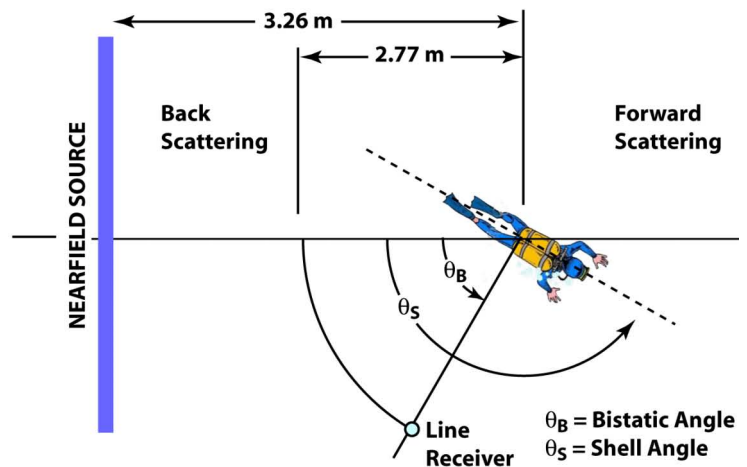 3.26 m
2.77 m
Back
Scattering
Forward
Scattering
NEARFIELD SOURCE
θB
θS
Line
Receiver
θB = Bistatic Angle
θS = Shell Angle